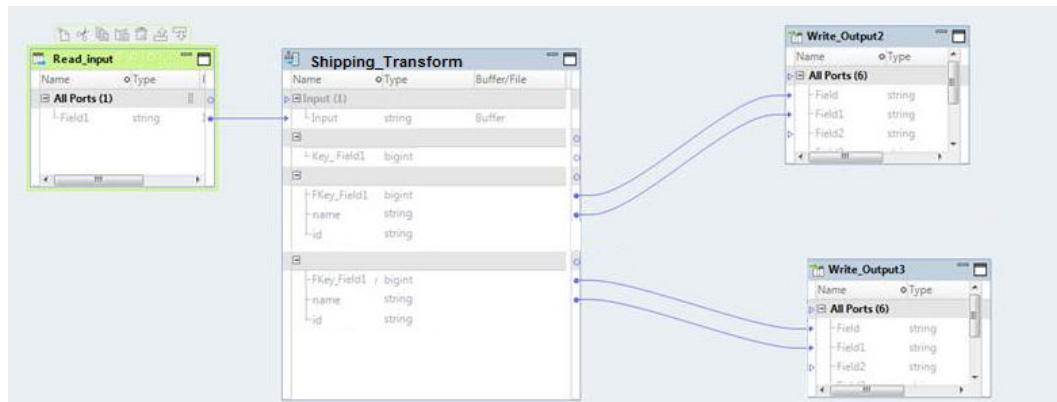 Read_input
Name Type
All Ports (1)
Field1 string
Shipping_Transform
Name Type Buffer/File
Input (1)
Input string Buffer
Key_Field1 bigint
FKey_Field1 bigint
name string
id string
FKey_Field1 bigint
name string
id string
Write_Output2
Name Type
All Ports (6)
Field string
Field1 string
Field2 string
Write_Output3
Name Type
All Ports (6)
Field string
Field1 string
Field2 string